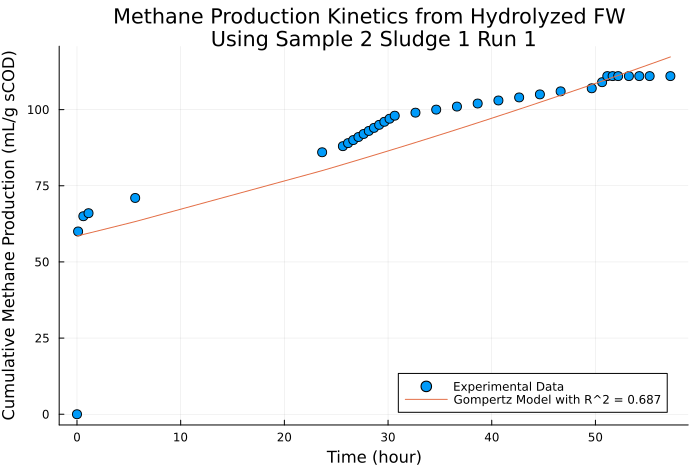 Methane Production Kinetics from Hydrolyzed FW
Using Sample 2 Sludge 1 Run 1
Cumulative Methane Production (mL/g sCOD)
100
75
50
25
0
0
10
20
30
40
50
Time (hour)
Experimental Data
Gompertz Model with R^2 = 0.687